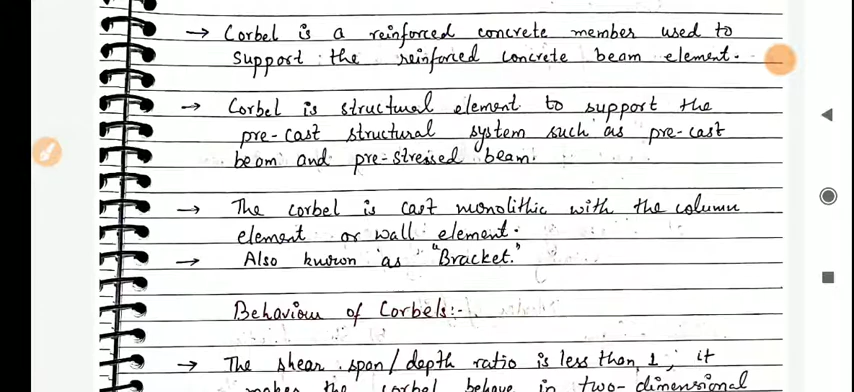 → Corbel is a reinforced concrete member used to
support the reinforced concrete beam element.
→ Corbel is structural element to support the
pre-cast structural system such as pre-cast
beam and pre-stressed beam.
→ The corbel is cast monolithic with the column
element or wall element.
→ Also known as "Bracket."
Behaviour of Corbels:-
→ The shear span/depth ratio is less than 1, it
makes the corbel behave in two-dimensional